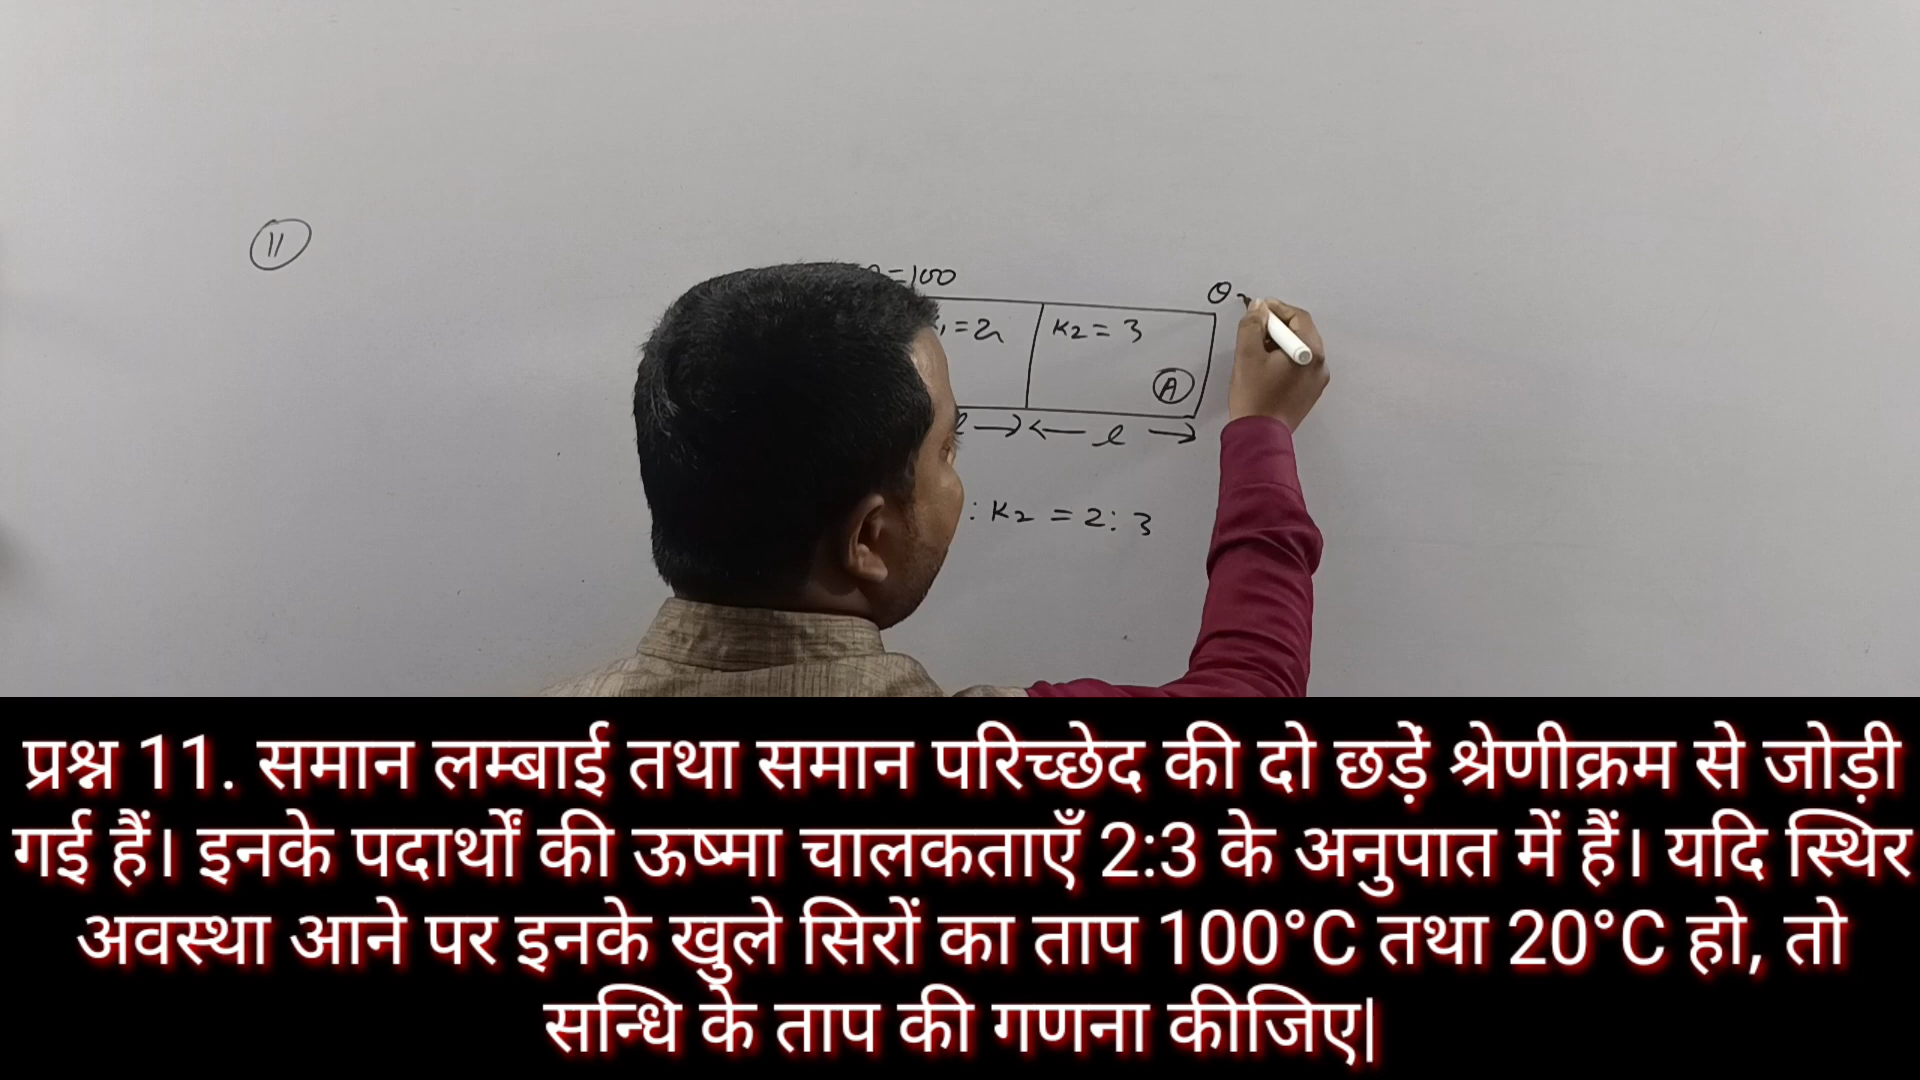 11
=100
θ
=2
K2 = 3
A
l
l
: K2 = 2 : 3
प्रश्न 11. समान लम्बाई तथा समान परिच्छेद की दो छड़ें श्रेणीक्रम से जोड़ी
गई हैं। इनके पदार्थों की ऊष्मा चालकताएँ 2:3 के अनुपात में हैं। यदि स्थिर
अवस्था आने पर इनके खुले सिरों का ताप 100°C तथा 20°C हो, तो
सन्धि के ताप की गणना कीजिए|